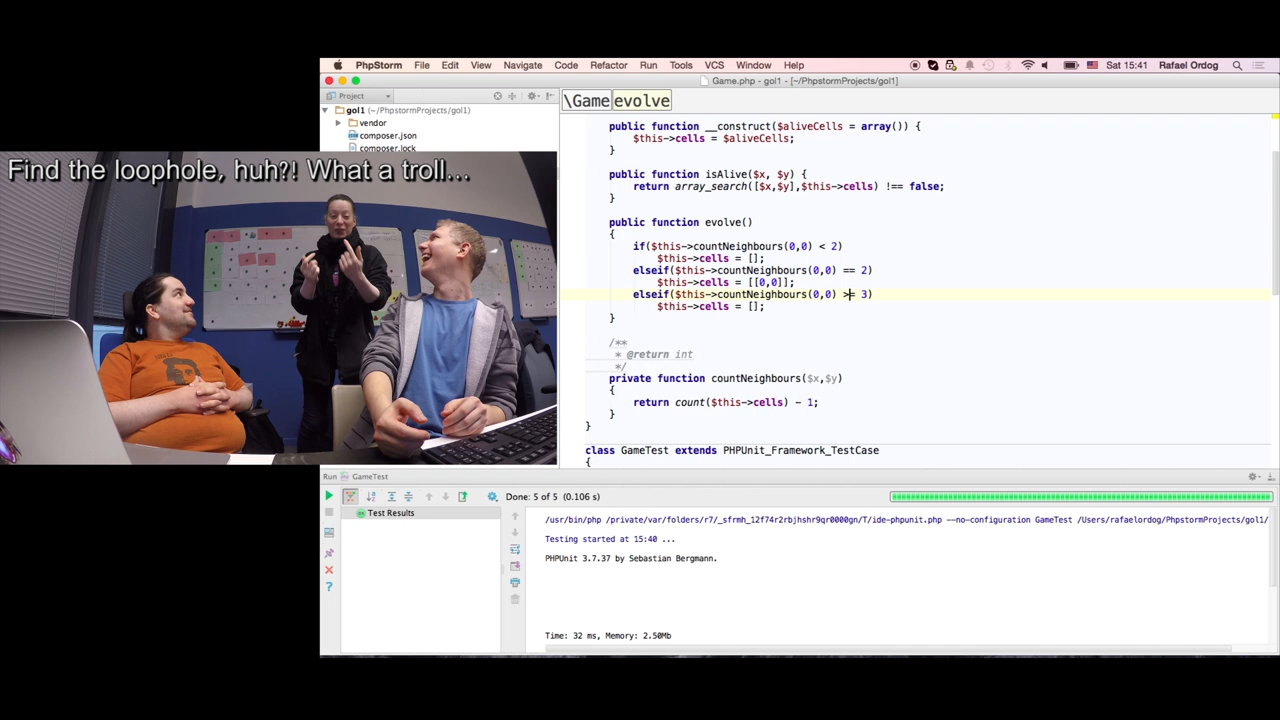 PhpStorm File Edit View Navigate Code Refactor Run Tools VCS Window Help Sat 15:41 Rafael Ordog
Game.php - gol1 - [~/PhpstormProjects/gol1]
Project
\Game evolve
gol1 (~/PhpstormProjects/gol1)
vendor
composer.json
composer.lock
Find the loophole, huh?! What a troll...
public function __construct($aliveCells = array()) {
$this->cells = $aliveCells;
}
public function isAlive($x, $y) {
return array_search([$x,$y],$this->cells) !== false;
}
public function evolve()
{
if($this->countNeighbours(0,0) < 2)
$this->cells = [];
elseif($this->countNeighbours(0,0) == 2)
$this->cells = [[0,0]];
elseif($this->countNeighbours(0,0) >= 3)
$this->cells = [];
}
/**
* @return int
*/
private function countNeighbours($x,$y)
{
return count($this->cells) - 1;
}
}
class GameTest extends PHPUnit_Framework_TestCase
{
Run GameTest
Done: 5 of 5 (0.106 s)
Test Results
/usr/bin/php /private/var/folders/r7/_sfrmh_12f74r2rbjhshr9qr0000gn/T/ide-phpunit.php --no-configuration GameTest /Users/rafaelordog/PhpstormProjects/gol1/
Testing started at 15:40 ...
PHPUnit 3.7.37 by Sebastian Bergmann.
Time: 32 ms, Memory: 2.50Mb